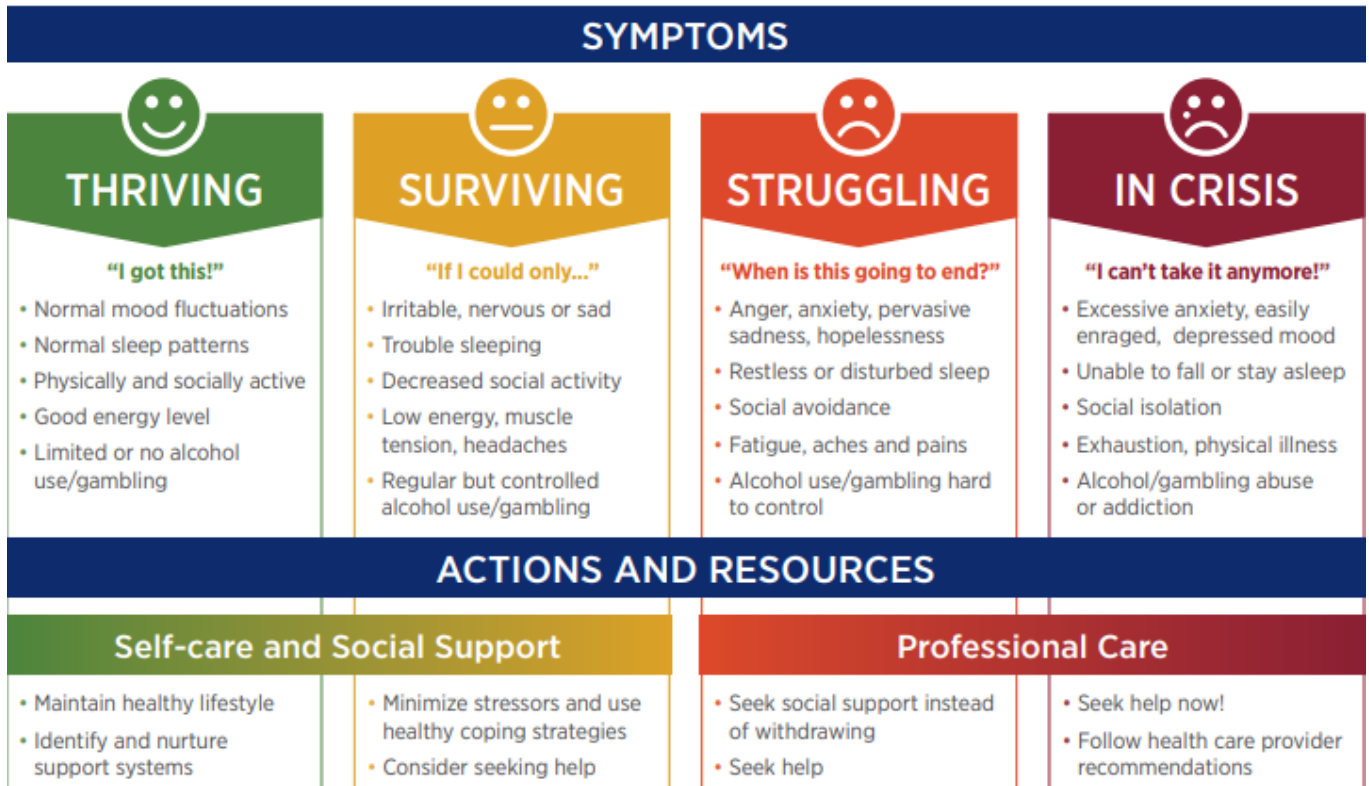 SYMPTOMS
THRIVING
"I got this!"
• Normal mood fluctuations
• Normal sleep patterns
• Physically and socially active
• Good energy level
• Limited or no alcohol
use/gambling
SURVIVING
"If I could only..."
• Irritable, nervous or sad
• Trouble sleeping
• Decreased social activity
• Low energy, muscle
tension, headaches
• Regular but controlled
alcohol use/gambling
STRUGGLING
"When is this going to end?"
• Anger, anxiety, pervasive
sadness, hopelessness
• Restless or disturbed sleep
• Social avoidance
• Fatigue, aches and pains
• Alcohol use/gambling hard
to control
IN CRISIS
"I can't take it anymore!"
• Excessive anxiety, easily
enraged, depressed mood
• Unable to fall or stay asleep
• Social isolation
• Exhaustion, physical illness
• Alcohol/gambling abuse
or addiction
ACTIONS AND RESOURCES
Self-care and Social Support
• Maintain healthy lifestyle
• Identify and nurture
support systems
• Minimize stressors and use
healthy coping strategies
• Consider seeking help
Professional Care
• Seek social support instead
of withdrawing
• Seek help
• Seek help now!
• Follow health care provider
recommendations